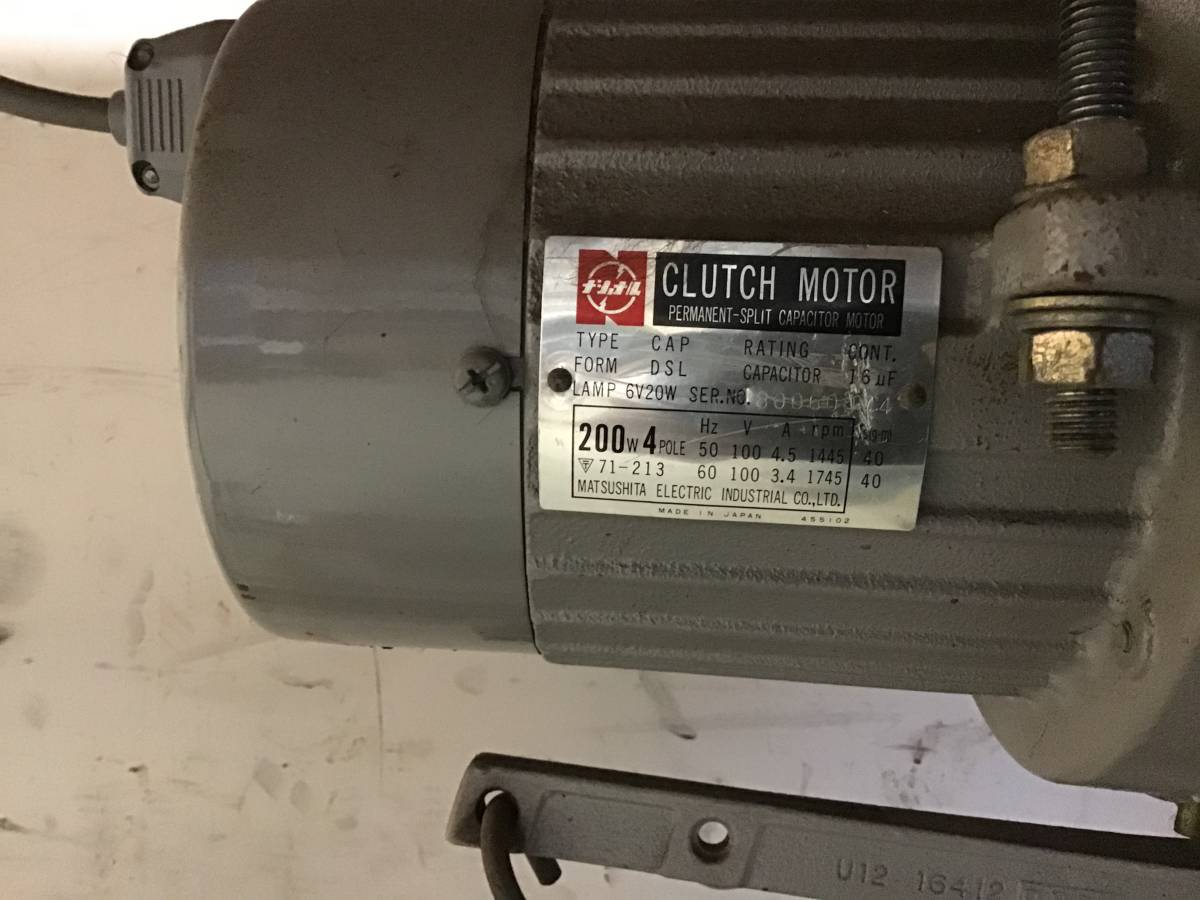 ナショナル
CLUTCH MOTOR
PERMANENT-SPLIT CAPACITOR MOTOR
TYPE CAP RATING CONT.
FORM DSL CAPACITOR 16μF
LAMP 6V20W SER.NO.
Hz V A rpm
200W 4 POLE 50 100 4.5 1445 40
71-213 60 100 3.4 1745 40
MATSUSHITA ELECTRIC INDUSTRIAL CO.,LTD.
MADE IN JAPAN 455102
U12 16412